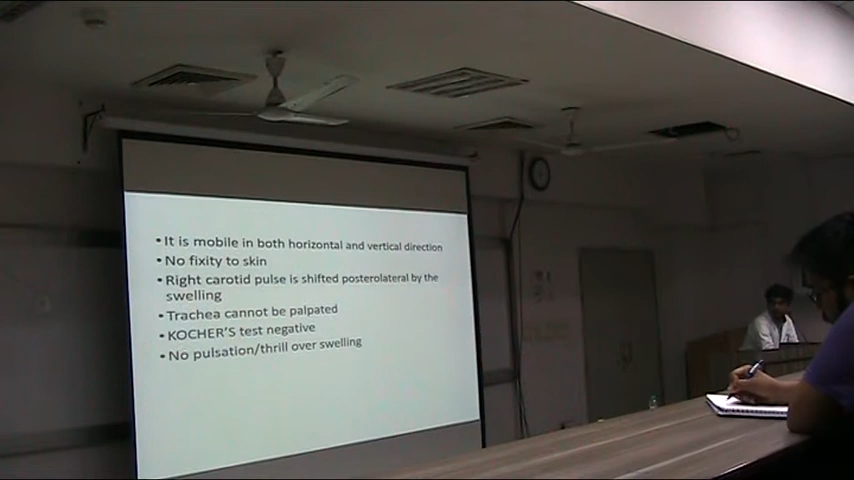 • It is mobile in both horizontal and vertical direction
• No fixity to skin
• Right carotid pulse is shifted posterolateral by the
swelling
• Trachea cannot be palpated
• KOCHER'S test negative
• No pulsation/thrill over swelling